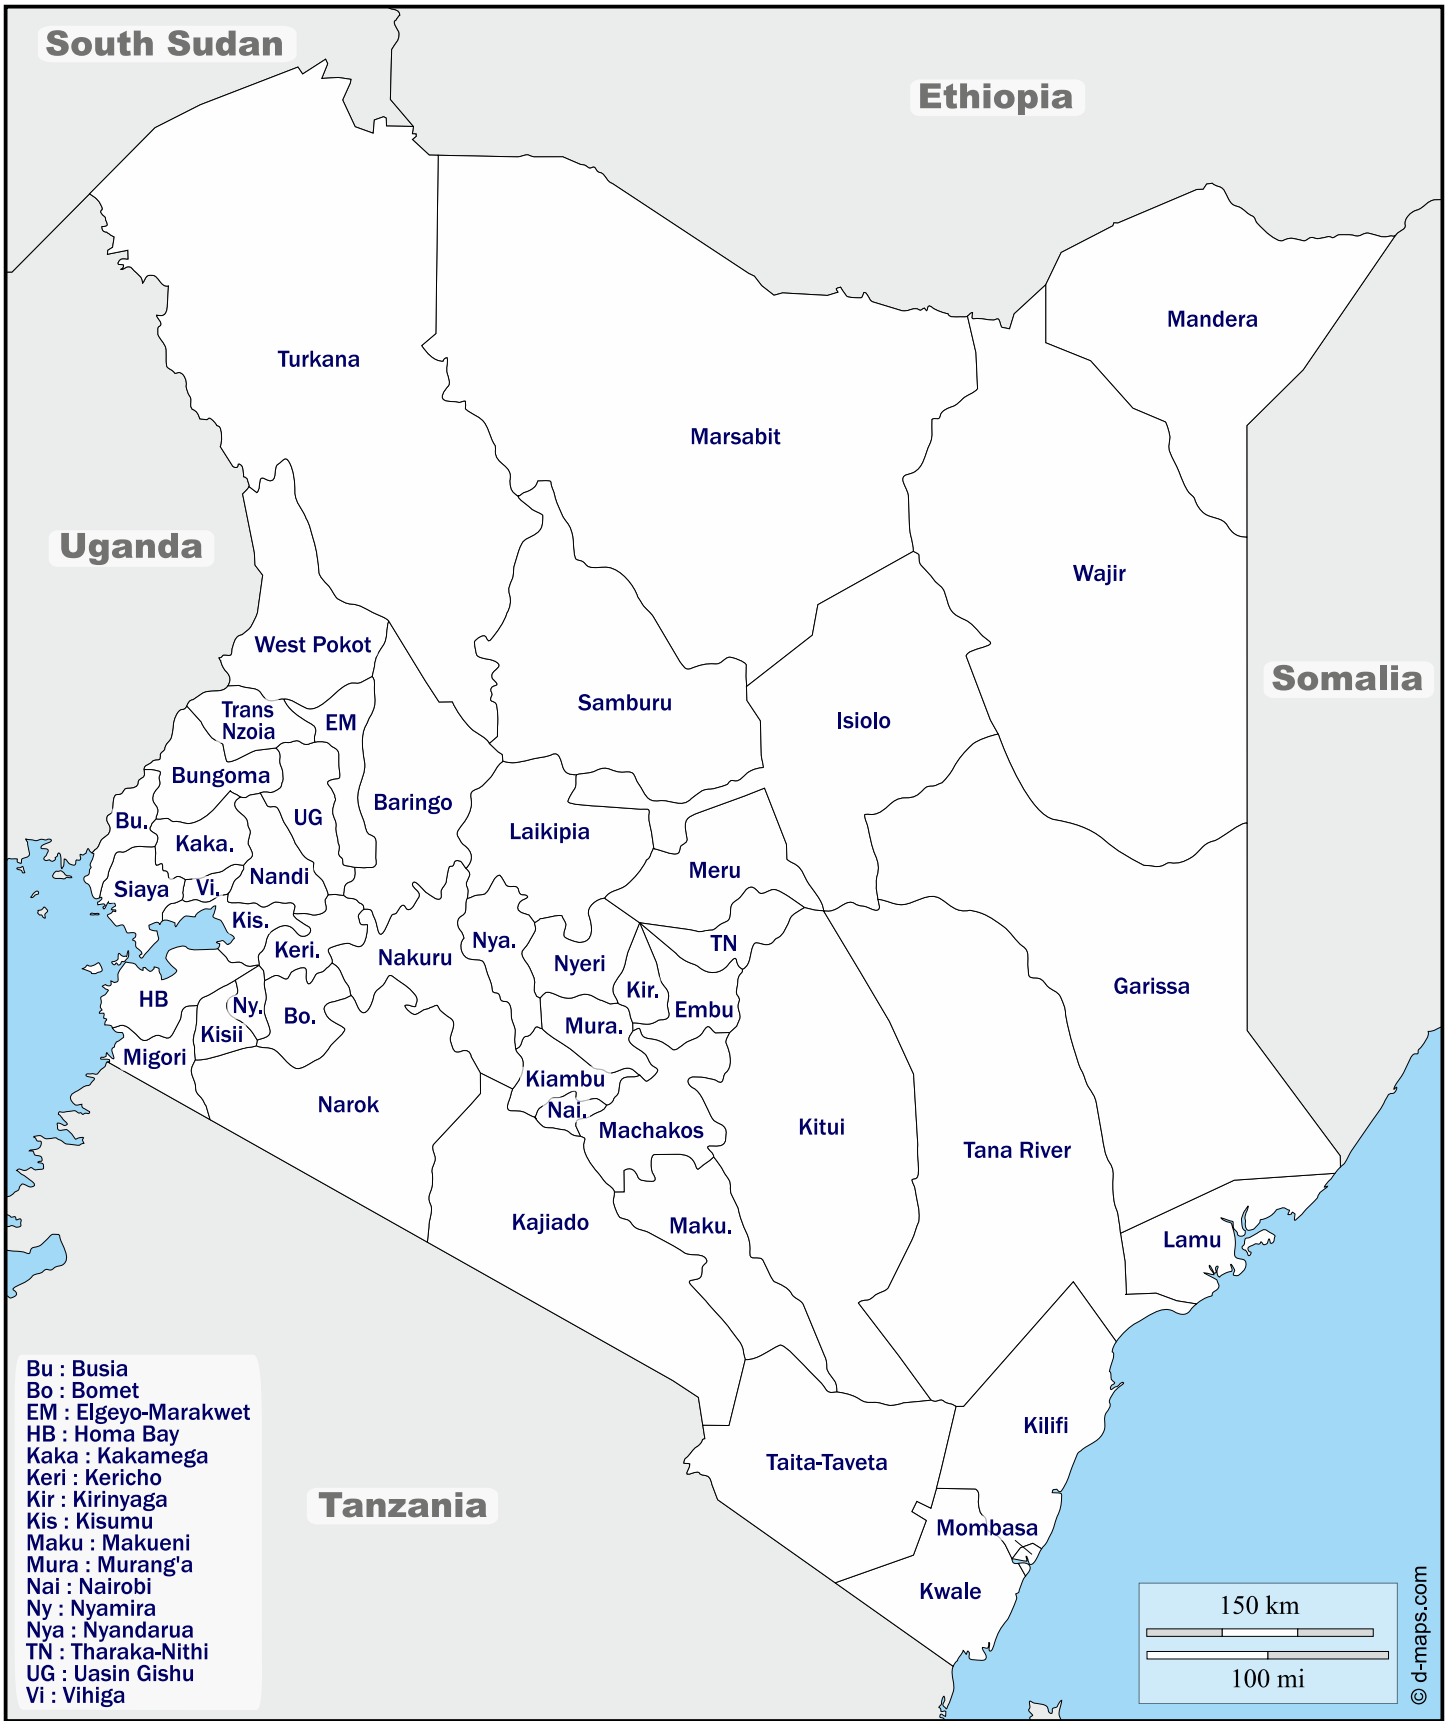 South Sudan
Ethiopia
Mandera
Turkana
Marsabit
Uganda
Wajir
West Pokot
Somalia
Samburu
Trans
Nzoia
EM
Isiolo
Bungoma
Baringo
Bu.
UG
Laikipia
Kaka.
Meru
Siaya
Vi.
Nandi
Kis.
Keri.
Nakuru
Nya.
Nyeri
TN
Garissa
HB
Ny.
Kir.
Embu
Kisii
Bo.
Mura.
Migori
Kiambu
Narok
Nai.
Machakos
Kitui
Tana River
Kajiado
Maku.
Lamu
Kilifi
Taita-Taveta
Tanzania
Mombasa
Kwale
Bu : Busia
Bo : Bomet
EM : Elgeyo-Marakwet
HB : Homa Bay
Kaka : Kakamega
Keri : Kericho
Kir : Kirinyaga
Kis : Kisumu
Maku : Makueni
Mura : Murang'a
Nai : Nairobi
Ny : Nyamira
Nya : Nyandarua
TN : Tharaka-Nithi
UG : Uasin Gishu
Vi : Vihiga
150 km
100 mi
© d-maps.com